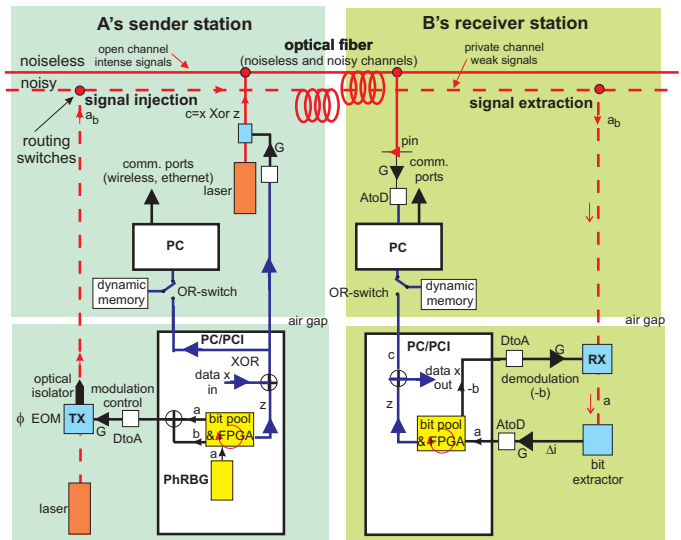 A's sender station
B's receiver station
noiseless
open channel
intense signals
optical fiber
(noiseless and noisy channels)
private channel
weak signals
noisy
signal injection
signal extraction
c=x Xor z
a_b
a_b
routing
switches
G
pin
comm. ports
(wireless, ethernet)
laser
G
comm.
ports
AtoD
PC
PC
dynamic
memory
OR-switch
OR-switch
dynamic
memory
air gap
air gap
PC/PCI
PC/PCI
XOR
data x
in
c
data x
out
DtoA
G
RX
demodulation
(-b)
-b
optical
isolator
modulation
control
ϕ EOM
TX
G
DtoA
a
b
bit pool
& FPGA
z
z
bit pool
& FPGA
a
AtoD
G
Δi
a
bit
extractor
a
PhRBG
laser